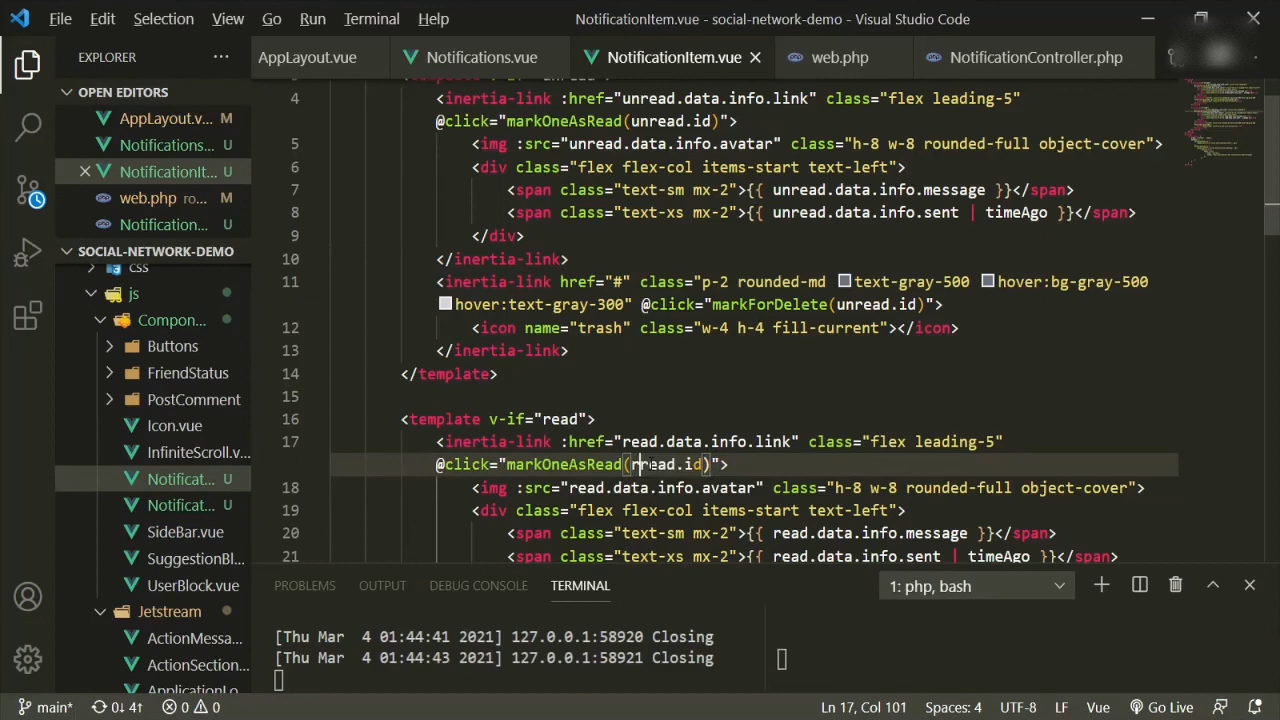 File Edit Selection View Go Run Terminal Help NotificationItem.vue - social-network-demo - Visual Studio Code
EXPLORER ··· AppLayout.vue Notifications.vue NotificationItem.vue web.php NotificationController.php
OPEN EDITORS
AppLayout.v... M
Notifications... U
NotificationIt... U
web.php ro... M
Notification... U
SOCIAL-NETWORK-DEMO
css
js
Compon...
Buttons
FriendStatus
PostComment
Icon.vue
InfiniteScroll.v...
Notificat... U
Notificat... U
SideBar.vue
SuggestionBl...
UserBlock.vue
Jetstream
ActionMessa...
ActionSection...
ApplicationLo...
4 <inertia-link :href="unread.data.info.link" class="flex leading-5"
@click="markOneAsRead(unread.id)">
5 <img :src="unread.data.info.avatar" class="h-8 w-8 rounded-full object-cover">
6 <div class="flex flex-col items-start text-left">
7 <span class="text-sm mx-2">{{ unread.data.info.message }}</span>
8 <span class="text-xs mx-2">{{ unread.data.info.sent | timeAgo }}</span>
9 </div>
10 </inertia-link>
11 <inertia-link href="#" class="p-2 rounded-md text-gray-500 hover:bg-gray-500
hover:text-gray-300" @click="markForDelete(unread.id)">
12 <icon name="trash" class="w-4 h-4 fill-current"></icon>
13 </inertia-link>
14 </template>
15
16 <template v-if="read">
17 <inertia-link :href="read.data.info.link" class="flex leading-5"
@click="markOneAsRead(rread.id)">
18 <img :src="read.data.info.avatar" class="h-8 w-8 rounded-full object-cover">
19 <div class="flex flex-col items-start text-left">
20 <span class="text-sm mx-2">{{ read.data.info.message }}</span>
21 <span class="text-xs mx-2">{{ read.data.info.sent | timeAgo }}</span>
PROBLEMS OUTPUT DEBUG CONSOLE TERMINAL 1: php, bash
[Thu Mar 4 01:44:41 2021] 127.0.0.1:58920 Closing
[Thu Mar 4 01:44:43 2021] 127.0.0.1:58921 Closing
main* 0↓ 4↑ 0 0 Ln 17, Col 101 Spaces: 4 UTF-8 LF Vue Go Live